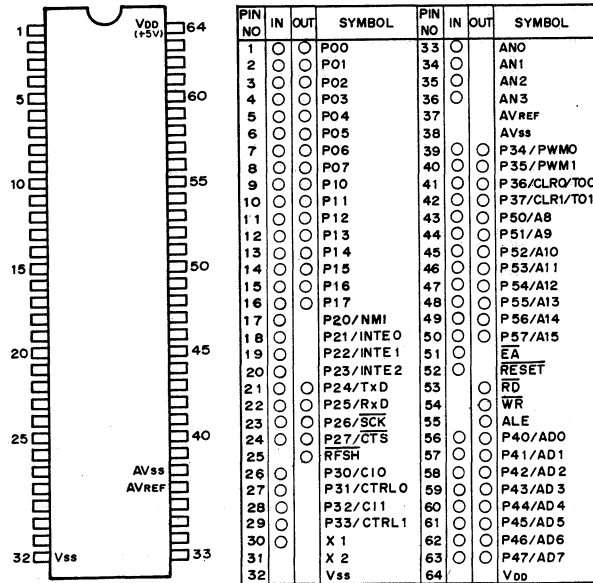 1 VDD 64
(+5V)
5 60
10 55
15 50
20 45
25 40
AVSS
AVREF
32 VSS 33
PIN NO IN OUT SYMBOL PIN NO IN OUT SYMBOL
1 ○ ○ P00 33 ○ AN0
2 ○ ○ P01 34 ○ AN1
3 ○ ○ P02 35 ○ AN2
4 ○ ○ P03 36 ○ AN3
5 ○ ○ P04 37 AVREF
6 ○ ○ P05 38 AVSS
7 ○ ○ P06 39 ○ ○ P34/PWM0
8 ○ ○ P07 40 ○ ○ P35/PWM1
9 ○ ○ P10 41 ○ ○ P36/CLR0/TO0
10 ○ ○ P11 42 ○ ○ P37/CLR1/TO1
11 ○ ○ P12 43 ○ ○ P50/A8
12 ○ ○ P13 44 ○ ○ P51/A9
13 ○ ○ P14 45 ○ ○ P52/A10
14 ○ ○ P15 46 ○ ○ P53/A11
15 ○ ○ P16 47 ○ ○ P54/A12
16 ○ ○ P17 48 ○ ○ P55/A13
17 ○ P20/NMI 49 ○ ○ P56/A14
18 ○ P21/INTE0 50 ○ ○ P57/A15
19 ○ P22/INTE1 51 ○ E̅A̅
20 ○ P23/INTE2 52 ○ R̅E̅S̅E̅T̅
21 ○ ○ P24/TxD 53 ○ R̅D̅
22 ○ ○ P25/RxD 54 ○ W̅R̅
23 ○ ○ P26/S̅C̅K̅ 55 ○ ALE
24 ○ ○ P27/C̅T̅S̅ 56 ○ ○ P40/AD0
25 ○ R̅F̅S̅H̅ 57 ○ ○ P41/AD1
26 ○ P30/CI0 58 ○ ○ P42/AD2
27 ○ P31/CTRL0 59 ○ ○ P43/AD3
28 ○ P32/CI1 60 ○ ○ P44/AD4
29 ○ P33/CTRL1 61 ○ ○ P45/AD5
30 ○ X1 62 ○ ○ P46/AD6
31 X2 63 ○ ○ P47/AD7
32 VSS 64 VDD